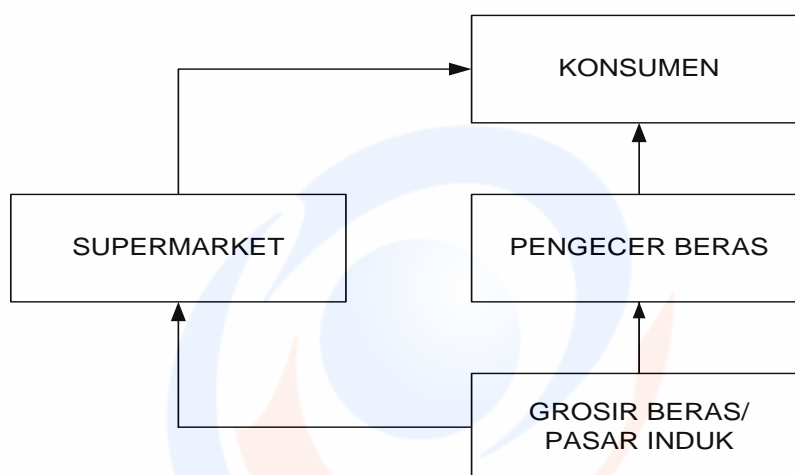 KONSUMEN
SUPERMARKET
PENGECER BERAS
GROSIR BERAS/
PASAR INDUK